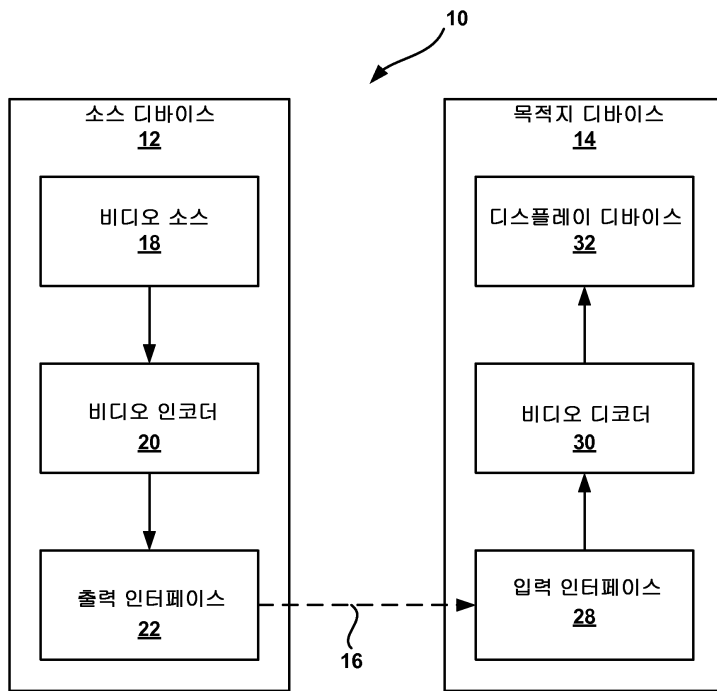 10
소스 디바이스
12
비디오 소스
18
비디오 인코더
20
출력 인터페이스
22
16
목적지 디바이스
14
디스플레이 디바이스
32
비디오 디코더
30
입력 인터페이스
28